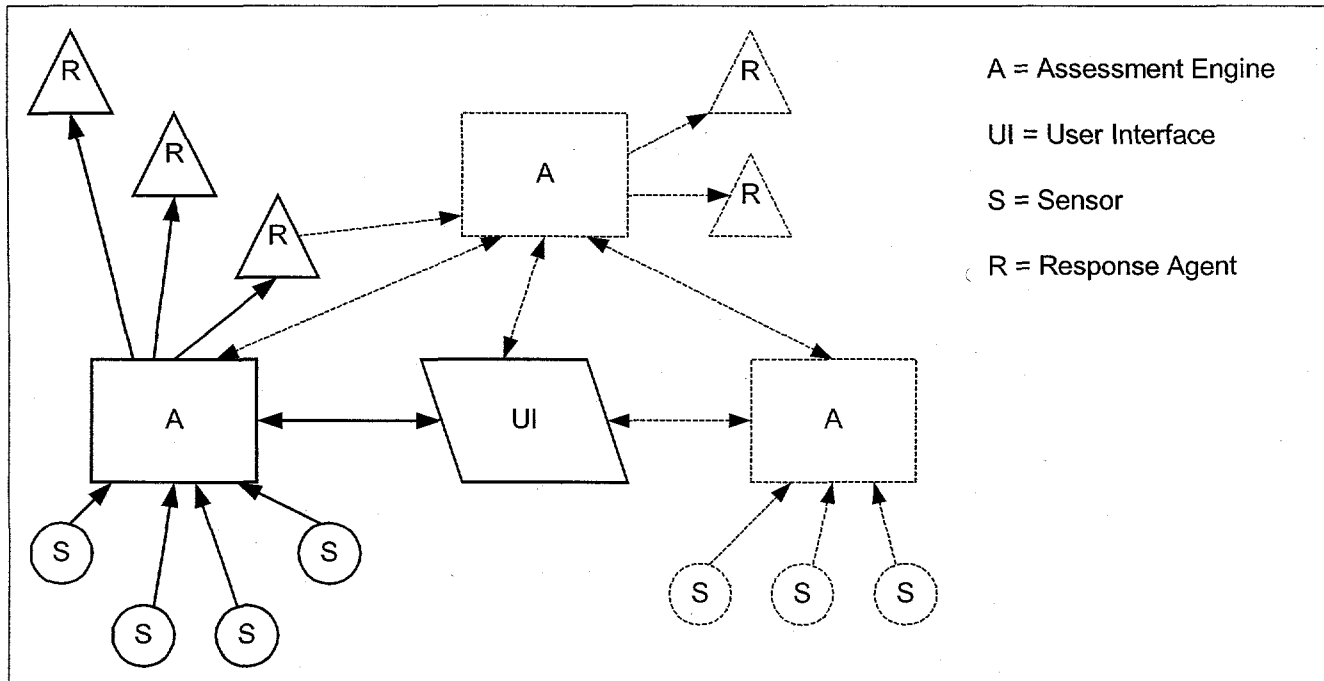 R
R
R
R
R
A
A
UI
A
S
S
S
S
S
S
S
A = Assessment Engine
UI = User Interface
S = Sensor
R = Response Agent